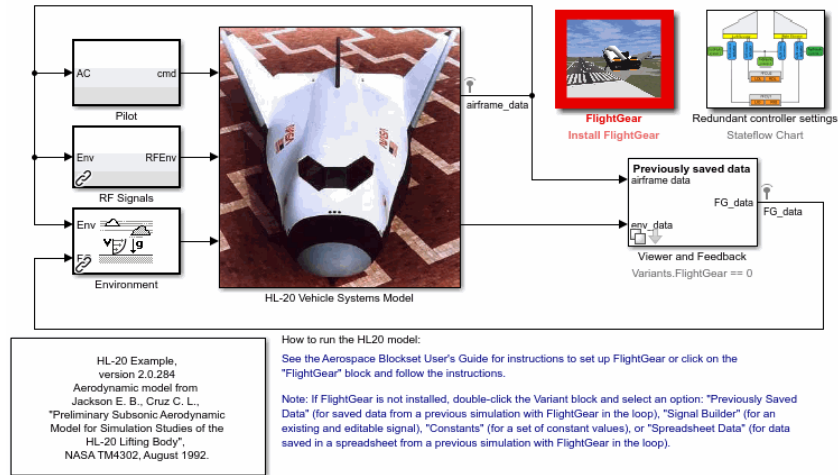 AC
cmd
Pilot
Env
RFEnv
RF Signals
Env
V
g
Environment
HL-20 Vehicle Systems Model
airframe_data
FlightGear
Install FlightGear
Redundant controller settings
Stateflow Chart
Previously saved data
airframe data
FG_data
env_data
FG_data
Viewer and Feedback
Variants.FlightGear == 0
HL-20 Example,
version 2.0.284
Aerodynamic model from
Jackson E. B., Cruz C. L.,
"Preliminary Subsonic Aerodynamic
Model for Simulation Studies of the
HL-20 Lifting Body",
NASA TM4302, August 1992.
How to run the HL20 model:
See the Aerospace Blockset User's Guide for instructions to set up FlightGear or click on the
"FlightGear" block and follow the instructions.
Note: If FlightGear is not installed, double-click the Variant block and select an option: "Previously Saved
Data" (for saved data from a previous simulation with FlightGear in the loop), "Signal Builder" (for an
existing and editable signal), "Constants" (for a set of constant values), or "Spreadsheet Data" (for data
saved in a spreadsheet from a previous simulation with FlightGear in the loop).